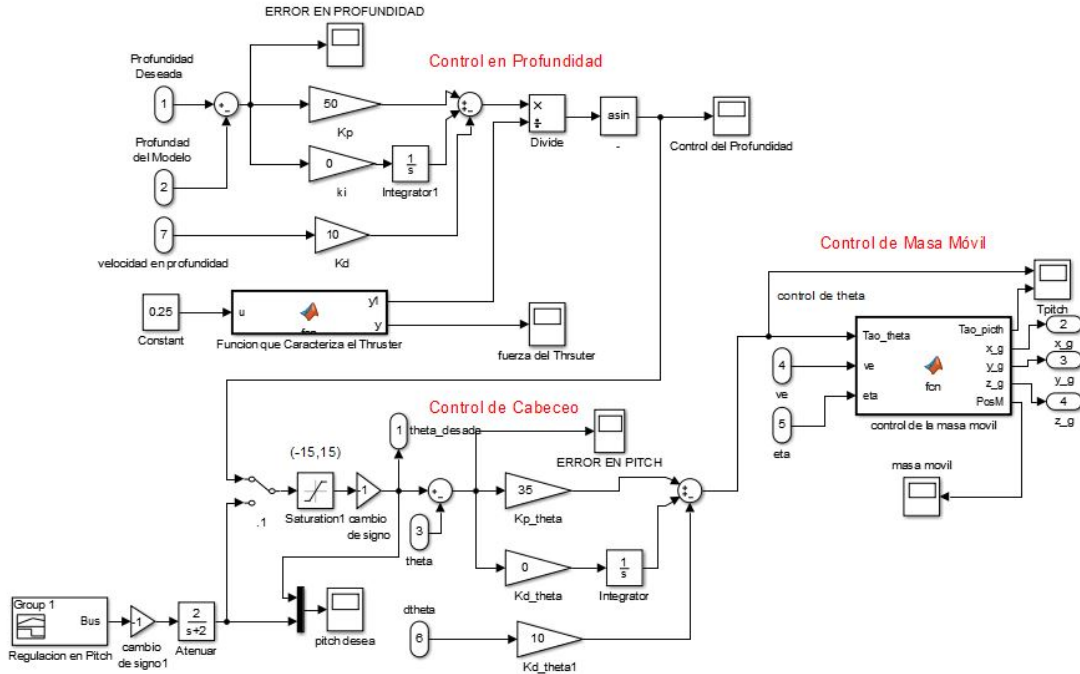 ERROR EN PROFUNDIDAD
Control en Profundidad
Profundidad
Deseada
1
+
-
50
Kp
+
+
-
×
÷
Divide
asin
-
Control del Profundidad
Profundad
del Modelo
2
0
ki
1
s
Integrator1
7
velocidad en profundidad
10
Kd
Control de Masa Móvil
0.25
Constant
u
y1
y
Funcion que Caracteriza el Thruster
fuerza del Thrsuter
control de theta
Tpitch
Tao_theta
ve
eta
fcn
Tao_picth
x_g
y_g
z_g
PosM
control de la masa movil
2
x_g
3
y_g
4
z_g
4
ve
5
eta
masa movil
Control de Cabeceo
1
theta_desada
ERROR EN PITCH
(-15,15)
Saturation1
-1
cambio
de signo
.1
+
-
3
theta
35
Kp_theta
+
+
-
0
Kd_theta
1
s
Integrator
dtheta
6
10
Kd_theta1
Group 1
Bus
Regulacion en Pitch
-1
cambio
de signo1
2
s+2
Atenuar
pitch desea